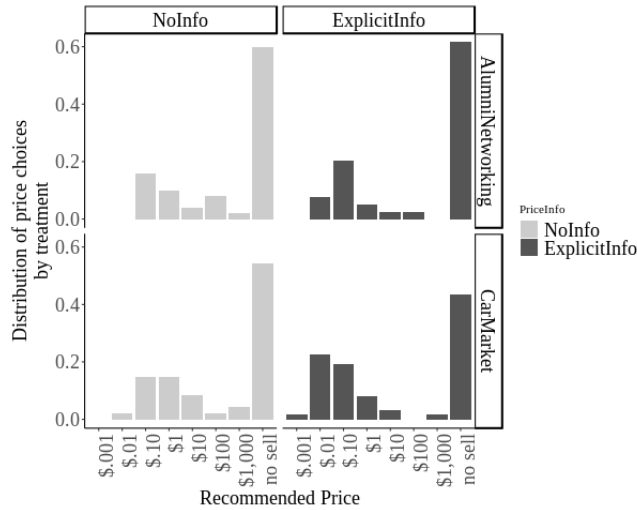 NoInfo
ExplicitInfo
0.6
0.4
0.2
0.0
AlumniNetworking
0.6
0.4
0.2
0.0
CarMarket
Distribution of price choices
by treatment
$.001
$.01
$.10
$1
$10
$100
$1,000
no sell
$.001
$.01
$.10
$1
$10
$100
$1,000
no sell
Recommended Price
PriceInfo
NoInfo
ExplicitInfo